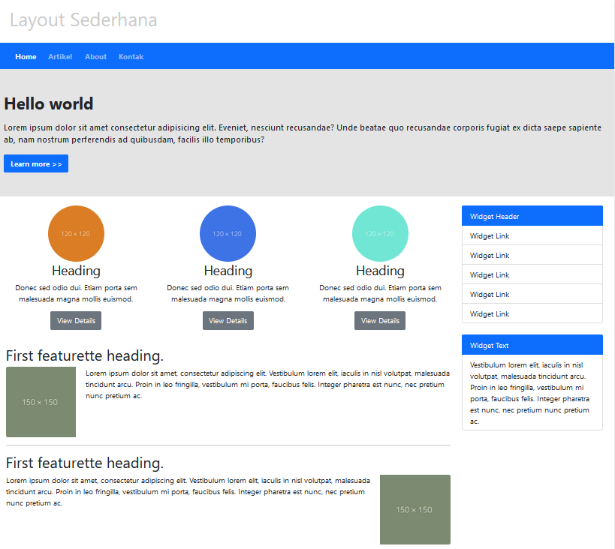 Layout Sederhana
Home Artikel About Kontak
Hello world
Lorem ipsum dolor sit amet consectetur adipisicing elit. Eveniet, nesciunt recusandae? Unde beatae quo recusandae corporis fugiat ex dicta saepe sapiente
ab, nam nostrum perferendis ad quibusdam, facilis illo temporibus?
Learn more >>
120 × 120
Heading
Donec sed odio dui. Etiam porta sem
malesuada magna mollis euismod.
View Details
120 × 120
Heading
Donec sed odio dui. Etiam porta sem
malesuada magna mollis euismod.
View Details
120 × 120
Heading
Donec sed odio dui. Etiam porta sem
malesuada magna mollis euismod.
View Details
First featurette heading.
150 × 150
Lorem ipsum dolor sit amet, consectetur adipiscing elit. Vestibulum lorem elit, iaculis in nisl volutpat, malesuada
tincidunt arcu. Proin in leo fringilla, vestibulum mi porta, faucibus felis. Integer pharetra est nunc, nec pretium
nunc pretium ac.
First featurette heading.
Lorem ipsum dolor sit amet, consectetur adipiscing elit. Vestibulum lorem elit, iaculis in nisl volutpat, malesuada
tincidunt arcu. Proin in leo fringilla, vestibulum mi porta, faucibus felis. Integer pharetra est nunc, nec pretium
nunc pretium ac.
150 × 150
Widget Header
Widget Link
Widget Link
Widget Link
Widget Link
Widget Link
Widget Text
Vestibulum lorem elit, iaculis in nisl
volutpat, malesuada tincidunt arcu.
Proin in leo fringilla, vestibulum mi
porta, faucibus felis. Integer pharetra
est nunc, nec pretium nunc pretium
ac.